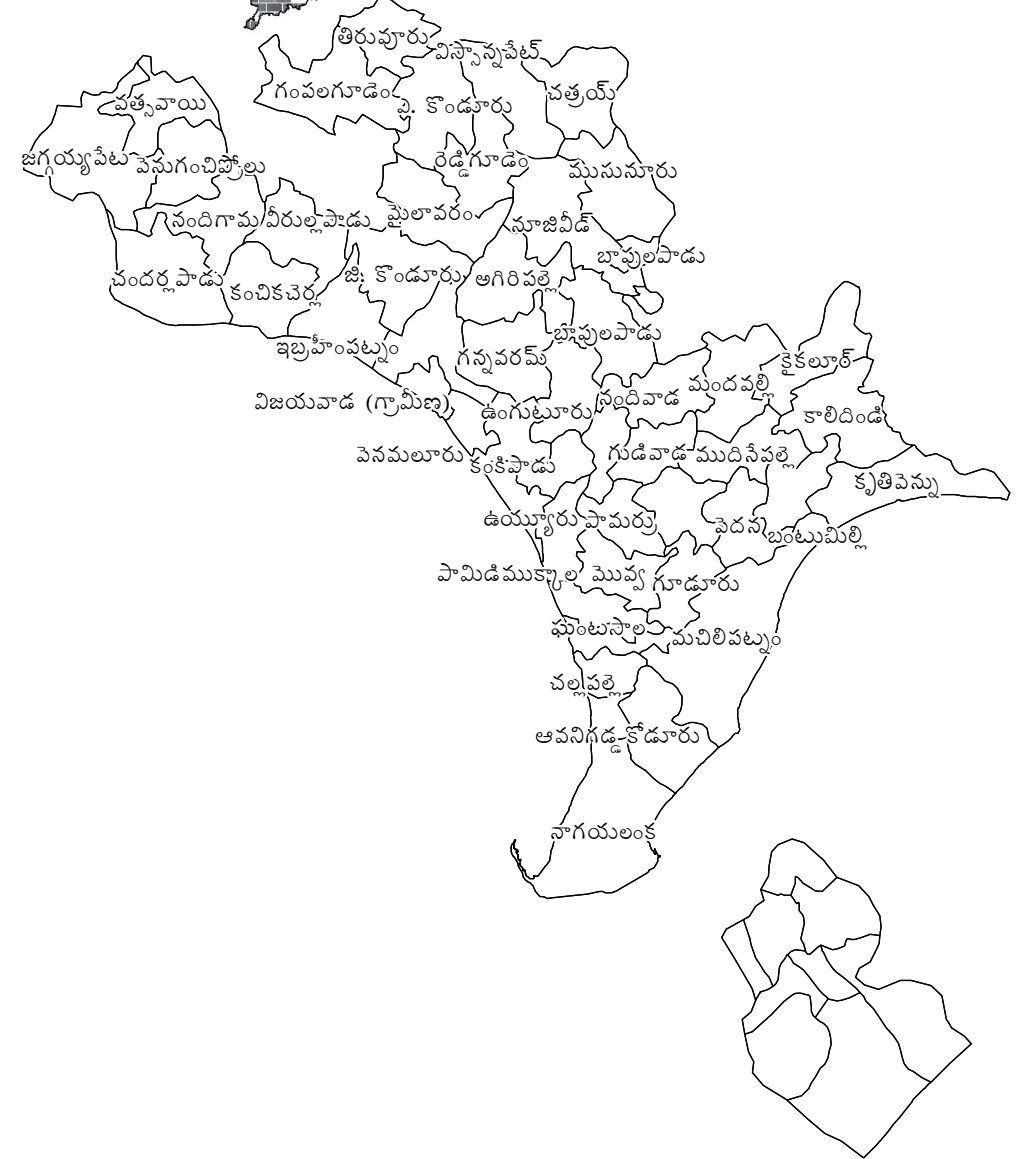 తిరువూరు
విస్సాన్నపేట్
గంపలగూడెం
చత్రయ్
వత్సవాయి
ఏ. కొండూరు
జగ్గయ్యపేట
పెనుగంచిప్రోలు
రెడ్డిగూడెం
ముసునూరు
నందిగామ
వీరుల్లపాడు
మైలావరం
నూజివీడ్
బాపులపాడు
చందర్లపాడు
కంచికచెర్ల
జి. కొండూరు
అగిరిపల్లె
బాపులపాడు
ఇబ్రహీంపట్నం
గన్నవరమ్
కైకలూర్
మందవల్లి
నందివాడ
విజయవాడ (గ్రామీణ)
ఉంగుటూరు
కాలిదిండి
పెనమలూరు
కంకిపాడు
గుడివాడ
ముదినేపల్లె
కృతివెన్ను
ఉయ్యూరు
పామర్రు
పెదన
బంటుమిల్లి
పామిడిముక్కాల
మొవ్వ
గూడూరు
ఘంటసాల
మచిలిపట్నం
చల్లపల్లె
ఆవనిగడ్డ
కోడూరు
నాగయలంక